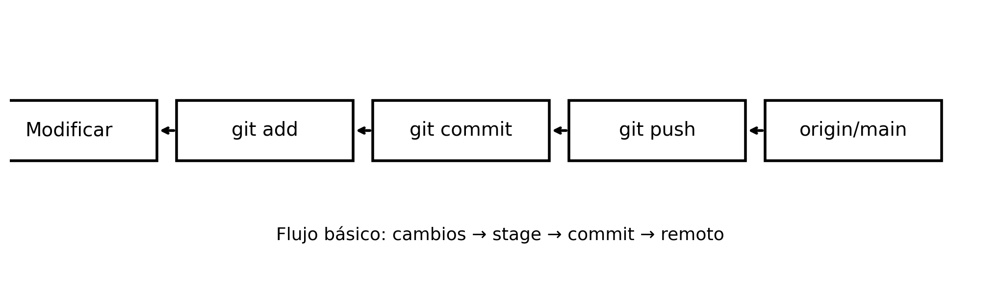 Modificar
git add
git commit
git push
origin/main
Flujo básico: cambios → stage → commit → remoto